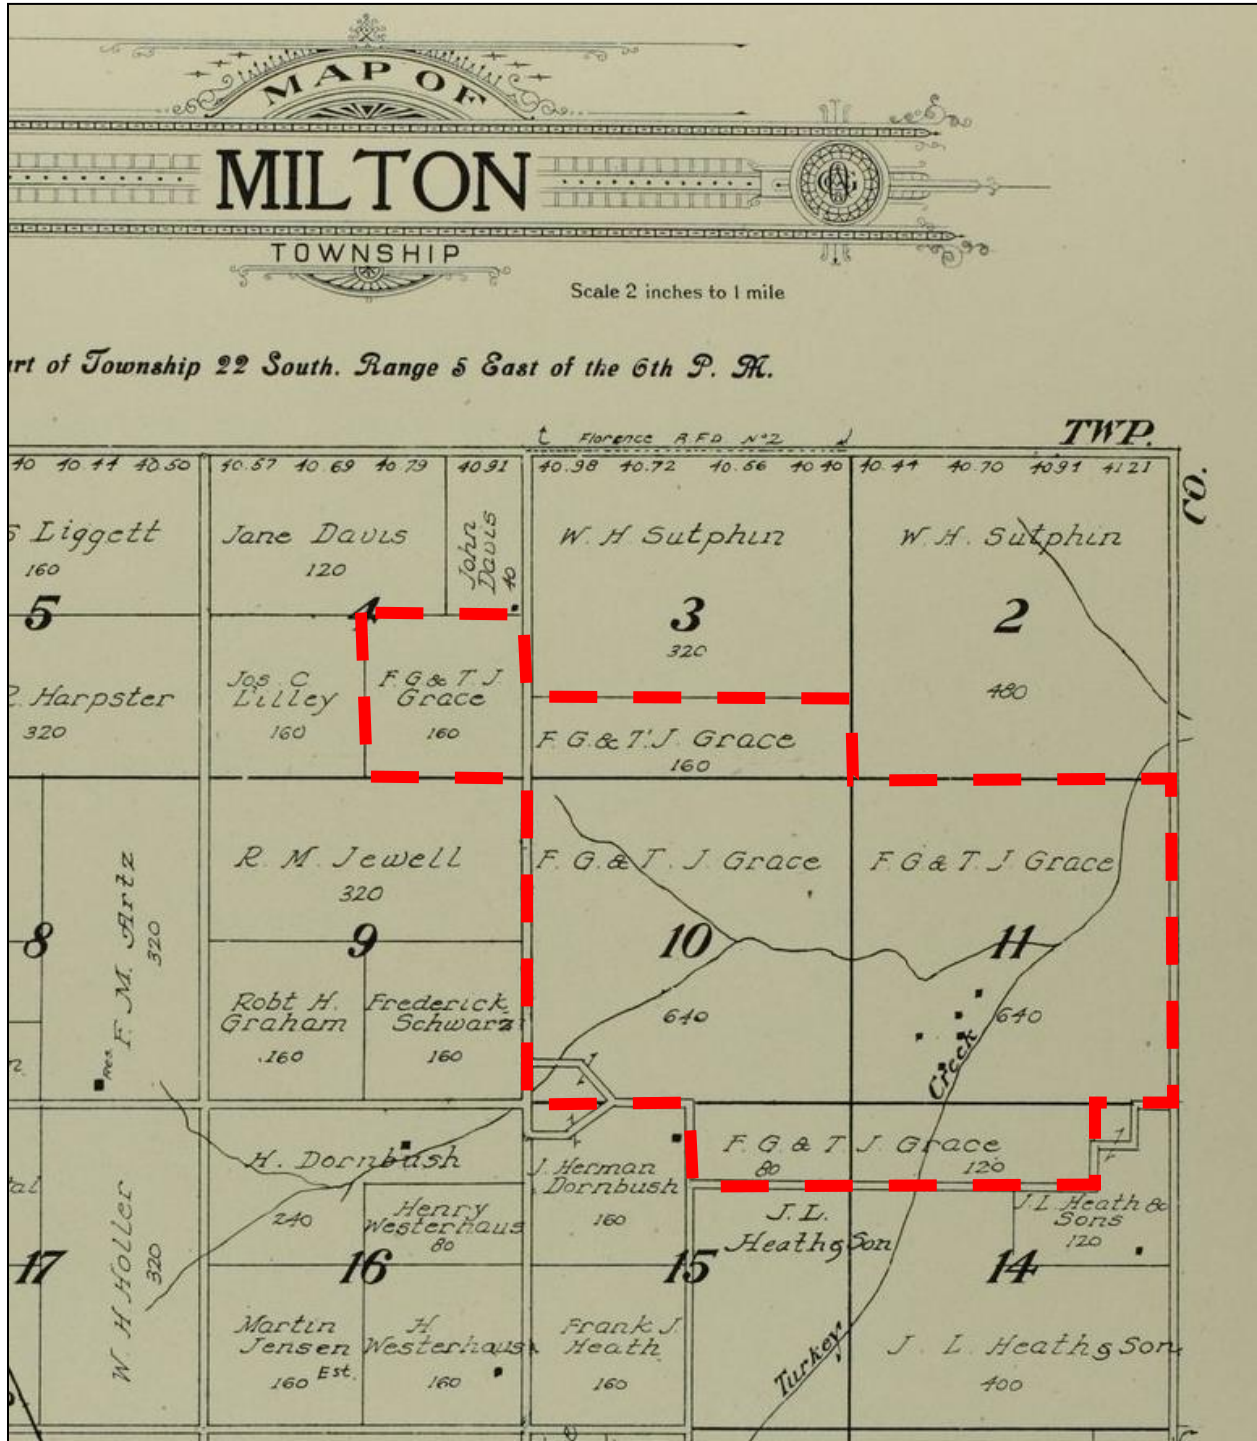 MAP OF
MILTON
TOWNSHIP
Scale 2 inches to 1 mile
rt of Township 22 South. Range 5 East of the 6th P. M.
Florence R.F.D. No 2
TWP.
CO.
40 40.44 40.50 40.57 40.69 40.79 40.91 40.98 40.72 40.56 40.40 40.44 40.70 40.94 41.21
S Liggett
160
Jane Davis
120
John
Davis
40
W. H. Sutphin
3
320
W. H. Sutphin
2
480
5
4
Harpster
320
Jos. C
Lilley
160
F. G. & T. J.
Grace
160
F. G. & T. J. Grace
160
8
F. M. Artz
320
Res.
R. M. Jewell
320
9
F. G. & T. J. Grace
10
640
F. G & T. J Grace
11
640
Creek
Robt H.
Graham
160
Frederick
Schwarz
160
17
W. H Holler
320
H. Dornbush
240
Henry
Westerhaus
80
J. Herman
Dornbush
160
F. G & T J. Grace
80 120
J. L.
Heath & Son
J. L. Heath &
Sons
120
16
15
14
Martin
Jensen
Est.
160
H.
Westerhaus
160
Frank J.
Heath
160
Turkey
J. L. Heath & Son
400